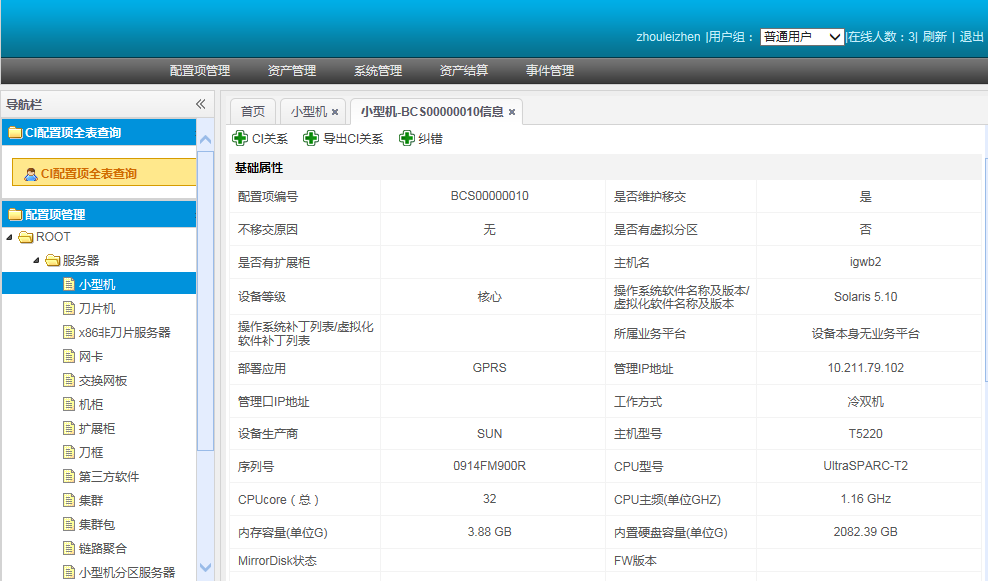 zhouleizhen |用户组： 普通用户 |在线人数：3| 刷新 | 退出
配置项管理 资产管理 系统管理 资产结算 事件管理
导航栏
CI配置项全表查询
CI配置项全表查询
配置项管理
ROOT
服务器
小型机
刀片机
x86非刀片服务器
网卡
交换网板
机柜
扩展柜
刀框
第三方软件
集群
集群包
链路聚合
小型机分区服务器
首页 小型机 × 小型机-BCS00000010信息 ×
CI关系 导出CI关系 纠错
基础属性
配置项编号 BCS00000010 是否维护移交 是
不移交原因 无 是否有虚拟分区 否
是否有扩展柜 主机名 igwb2
设备等级 核心 操作系统软件名称及版本/
虚拟化软件名称及版本 Solaris 5.10
操作系统补丁列表/虚拟化
软件补丁列表 所属业务平台 设备本身无业务平台
部署应用 GPRS 管理IP地址 10.211.79.102
管理口IP地址 工作方式 冷双机
设备生产商 SUN 主机型号 T5220
序列号 0914FM900R CPU型号 UltraSPARC-T2
CPUcore（总） 32 CPU主频(单位GHZ) 1.16 GHz
内存容量(单位G) 3.88 GB 内置硬盘容量(单位G) 2082.39 GB
MirrorDisk状态 FW版本